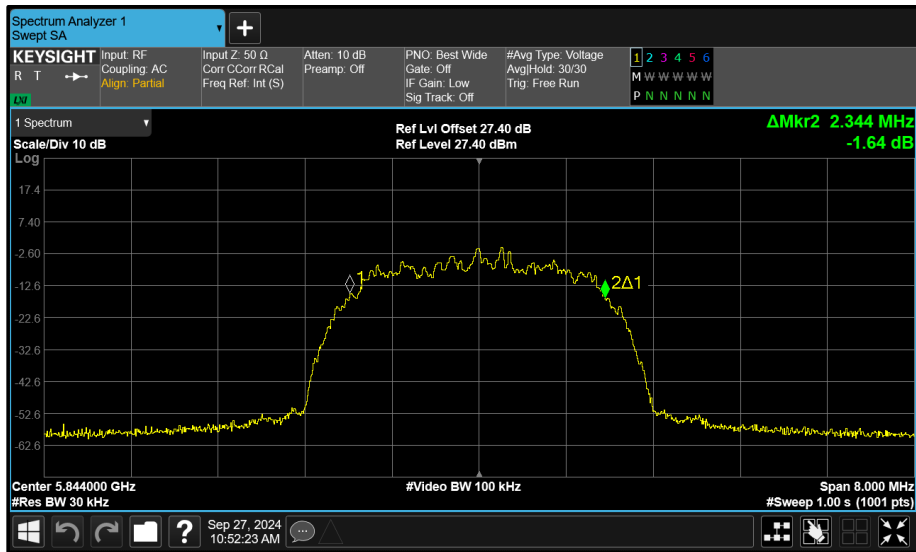 Spectrum Analyzer 1
Swept SA
+
KEYSIGHT
R T
LXI
Input: RF
Coupling: AC
Align: Partial
Input Z: 50 Ω
Corr CCorr RCal
Freq Ref: Int (S)
Atten: 10 dB
Preamp: Off
PNO: Best Wide
Gate: Off
IF Gain: Low
Sig Track: Off
#Avg Type: Voltage
Avg|Hold: 30/30
Trig: Free Run
1 2 3 4 5 6
M W W W W W
P N N N N N
1 Spectrum
Scale/Div 10 dB
Log
Ref Lvl Offset 27.40 dB
Ref Level 27.40 dBm
ΔMkr2 2.344 MHz
-1.64 dB
17.4
7.40
-2.60
-12.6
-22.6
-32.6
-42.6
-52.6
-62.6
1
2Δ1
Center 5.844000 GHz
#Video BW 100 kHz
Span 8.000 MHz
#Res BW 30 kHz
#Sweep 1.00 s (1001 pts)
?
Sep 27, 2024
10:52:23 AM